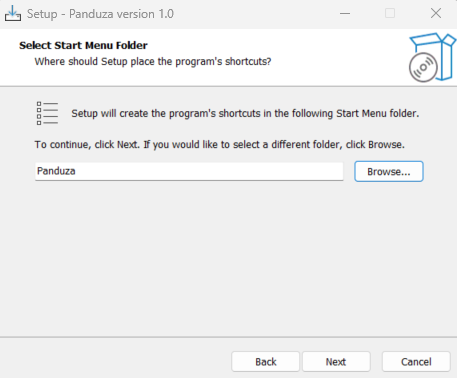 Setup - Panduza version 1.0
Select Start Menu Folder
Where should Setup place the program's shortcuts?
Setup will create the program's shortcuts in the following Start Menu folder.
To continue, click Next. If you would like to select a different folder, click Browse.
Panduza
Browse...
Back
Next
Cancel